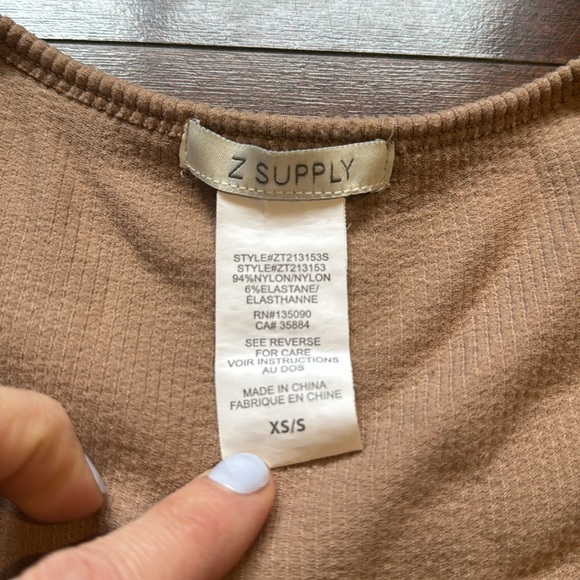 Z SUPPLY
STYLE#ZT213153S
STYLE#ZT213153
94%NYLON/NYLON
6%ELASTANE/
ÉLASTHANNE
RN#135090
CA# 35884
SEE REVERSE
FOR CARE
VOIR INSTRUCTIONS
AU DOS
MADE IN CHINA
FABRIQUE EN CHINE
XS/S